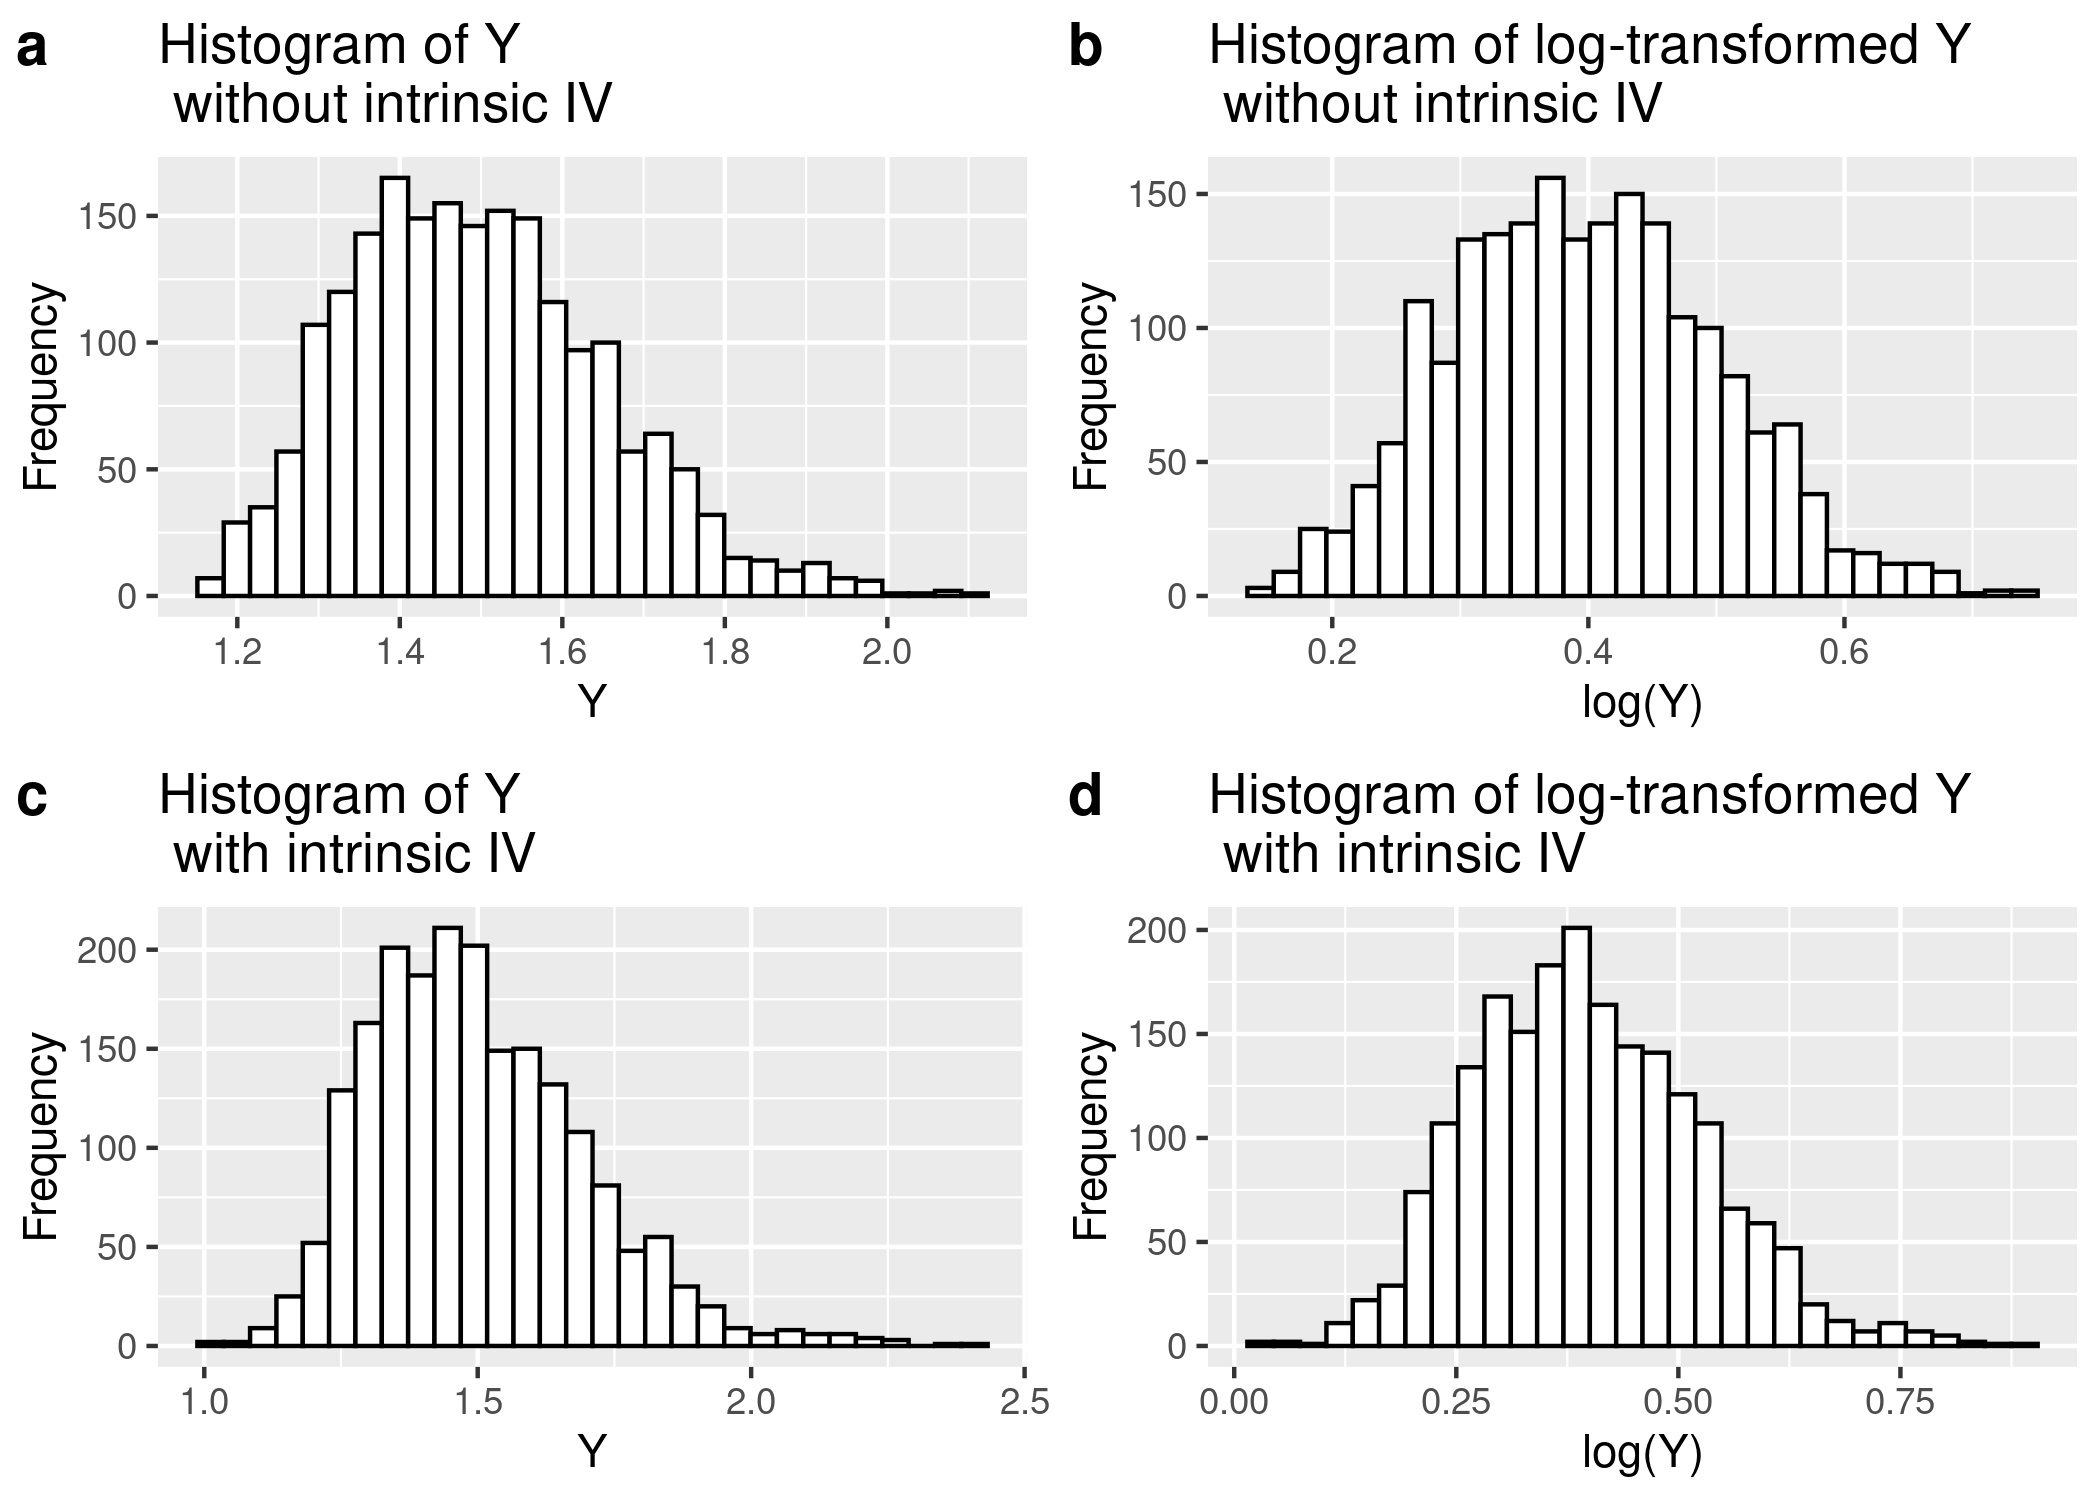 a
Histogram of Y
without intrinsic IV
Frequency
150
100
50
0
1.2 1.4 1.6 1.8 2.0
Y
b
Histogram of log-transformed Y
without intrinsic IV
Frequency
150
100
50
0
0.2 0.4 0.6
log(Y)
c
Histogram of Y
with intrinsic IV
Frequency
200
150
100
50
0
1.0 1.5 2.0 2.5
Y
d
Histogram of log-transformed Y
with intrinsic IV
Frequency
200
150
100
50
0
0.00 0.25 0.50 0.75
log(Y)